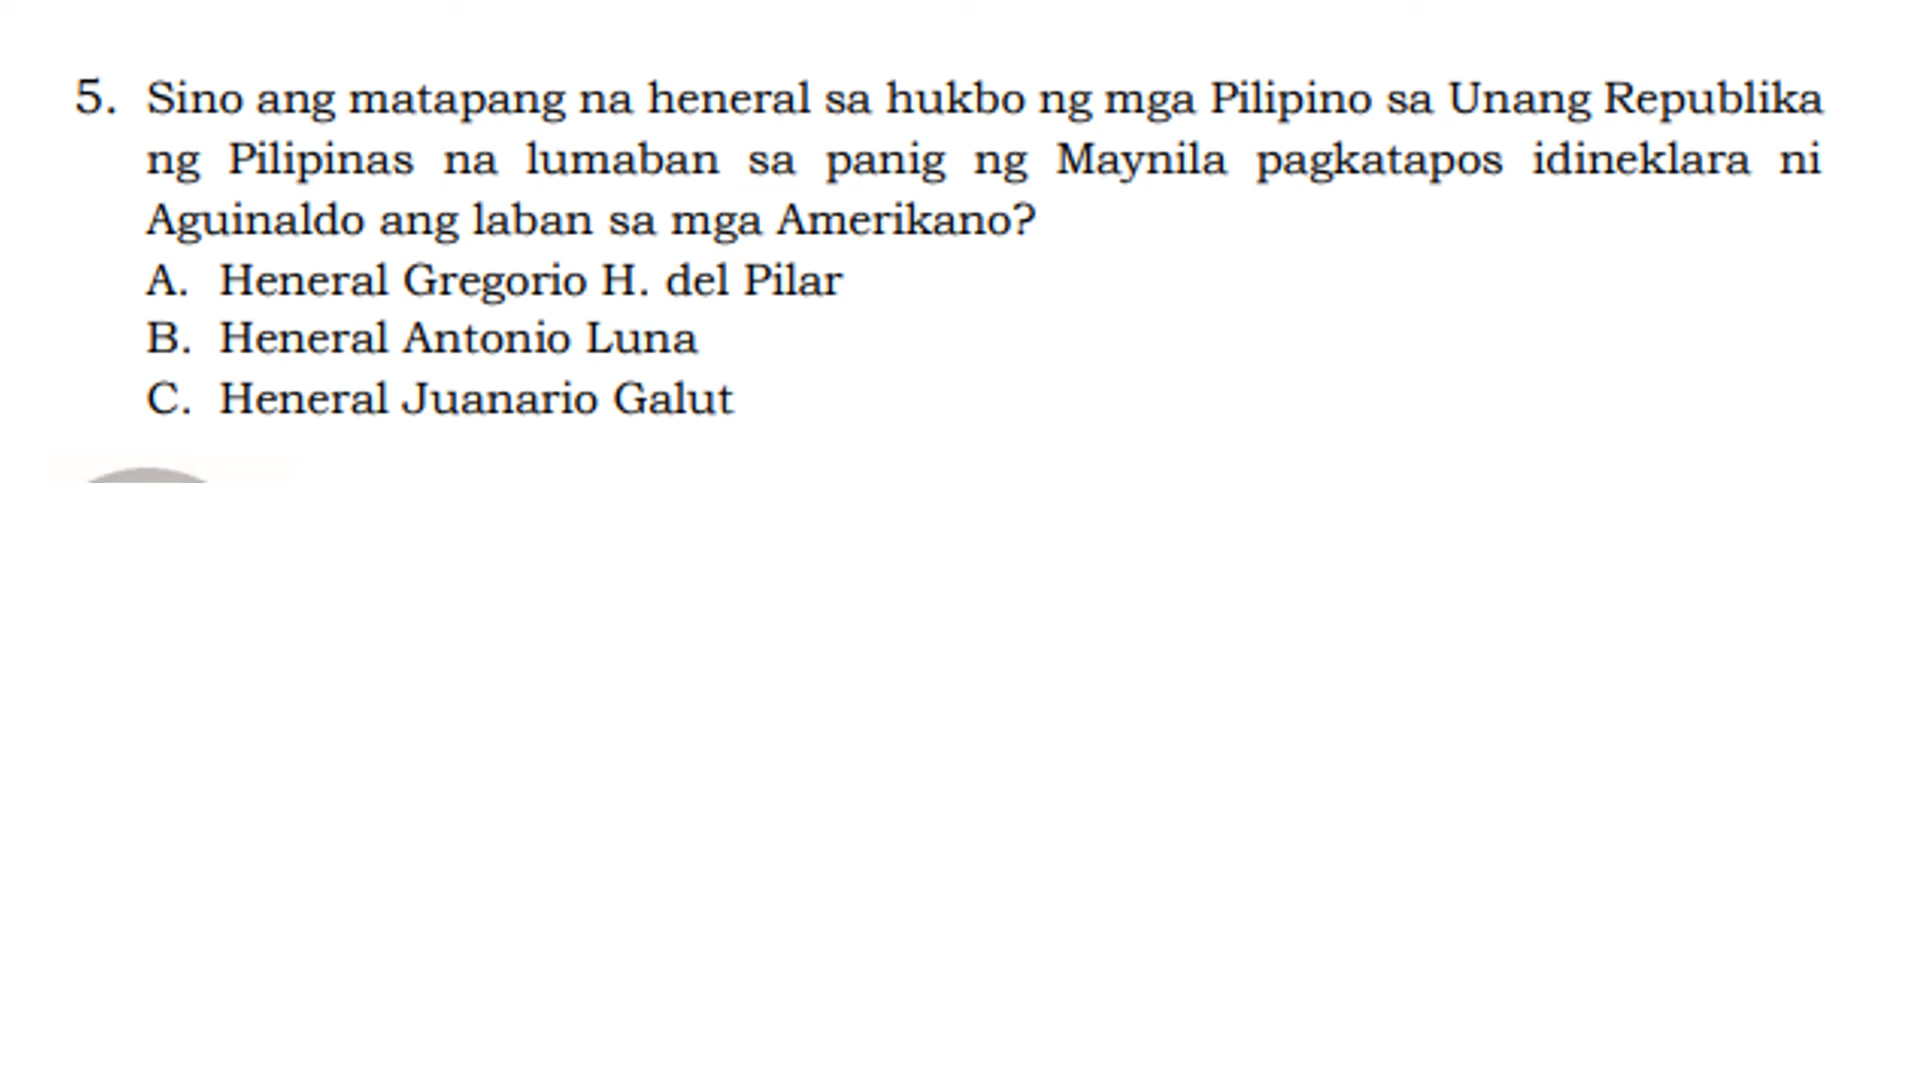 5. Sino ang matapang na heneral sa hukbo ng mga Pilipino sa Unang Republika
ng Pilipinas na lumaban sa panig ng Maynila pagkatapos idineklara ni
Aguinaldo ang laban sa mga Amerikano?
A. Heneral Gregorio H. del Pilar
B. Heneral Antonio Luna
C. Heneral Juanario Galut